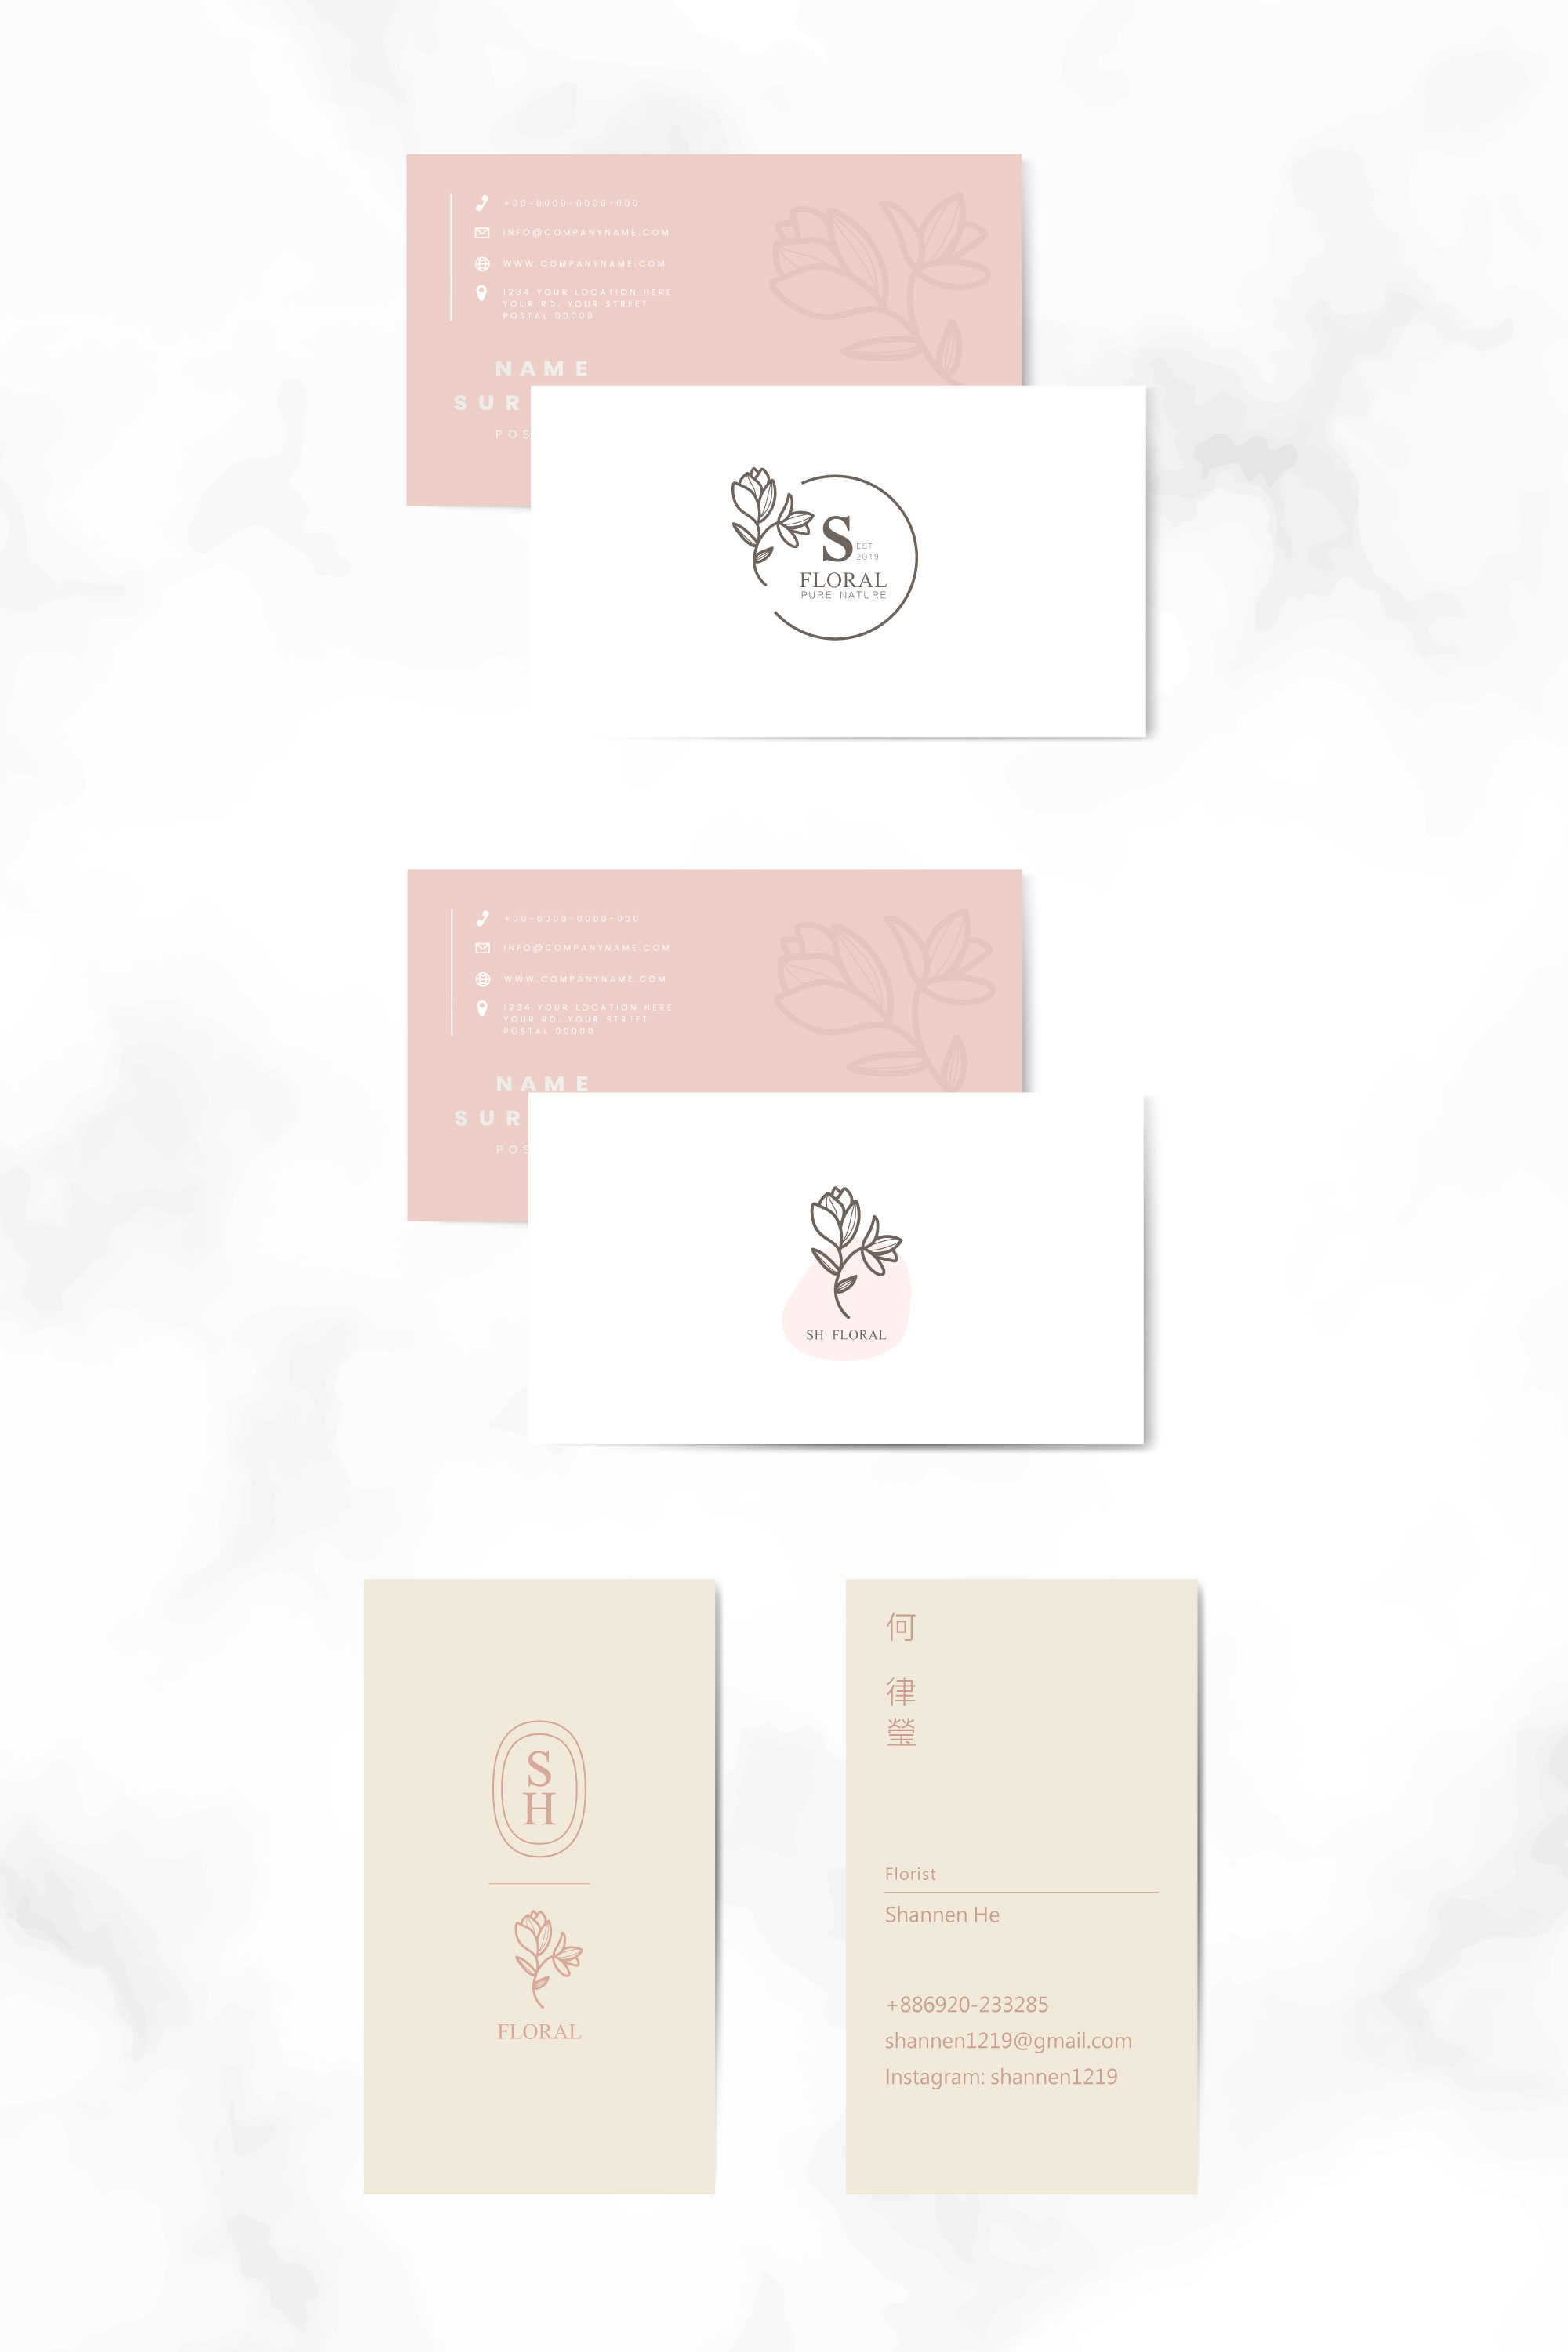 +00-0000-0000-000
INFO@COMPANYNAME.COM
WWW.COMPANYNAME.COM
1234 YOUR LOCATION HERE
YOUR RD, YOUR STREET
POSTAL 00000
NAME
SUR
POS
S
EST
2019
FLORAL
PURE NATURE
+00-0000-0000-000
INFO@COMPANYNAME.COM
WWW.COMPANYNAME.COM
1234 YOUR LOCATION HERE
YOUR RD, YOUR STREET
POSTAL 00000
NAME
SUR
POS
SH FLORAL
S
H
FLORAL
何律瑩
Florist
Shannen He
+886920-233285
shannen1219@gmail.com
Instagram: shannen1219